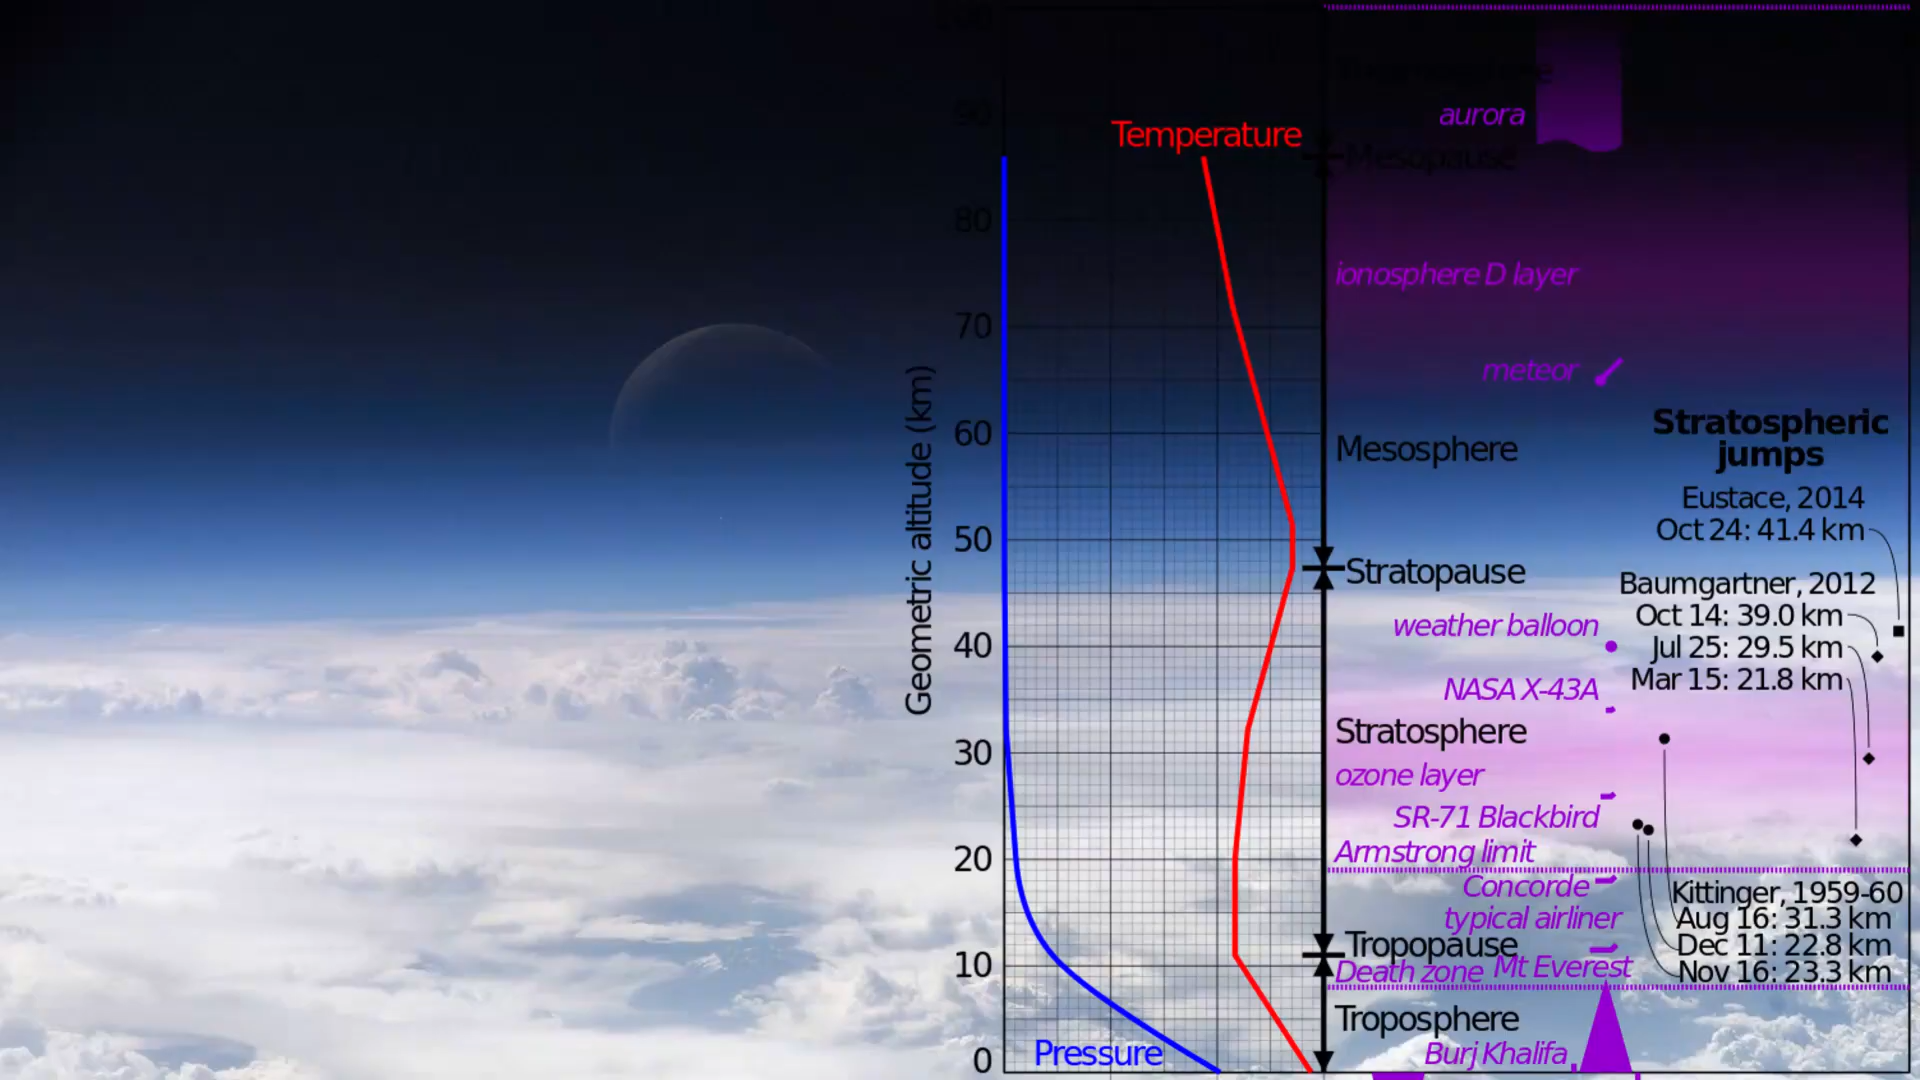 90
80
70
60
50
40
30
20
10
0
Geometric altitude (km)
Temperature
Pressure
aurora
Mesopause
ionosphere D layer
meteor
Mesosphere
Stratopause
weather balloon
NASA X-43A
Stratosphere
ozone layer
SR-71 Blackbird
Armstrong limit
Concorde
typical airliner
Tropopause
Death zone
Mt Everest
Troposphere
Burj Khalifa
Stratospheric
jumps
Eustace, 2014
Oct 24: 41.4 km
Baumgartner, 2012
Oct 14: 39.0 km
Jul 25: 29.5 km
Mar 15: 21.8 km
Kittinger, 1959-60
Aug 16: 31.3 km
Dec 11: 22.8 km
Nov 16: 23.3 km